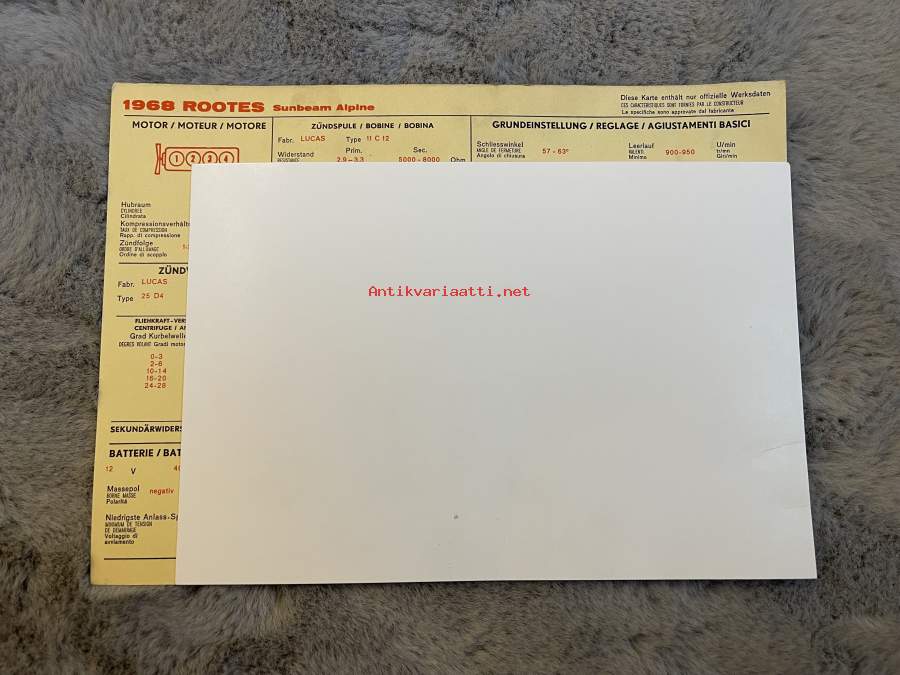 1968 ROOTES Sunbeam Alpine
Diese Karte enthält nur offizielle Werksdaten
CES CARACTERISTIQUES SONT FORNIES PAR LE CONSTRUCTEUR
Le specifiche sono approvate dal fabbricante
MOTOR / MOTEUR / MOTORE
1 2 3 4
Hubraum
CYLINDREE
Cilindrata
Kompressionsverhält
TAUX DE COMPRESSION
Rapp. di compressione
Zündfolge
ORDRE D'ALLUMAGE
Ordine di scoppio
ZÜNDSPULE / BOBINE / BOBINA
Fabr. LUCAS Type 11 C 12
Prim. Sec.
Widerstand 2.9-3.3 5000-8000 Ohm
GRUNDEINSTELLUNG / REGLAGE / AGIUSTAMENTI BASICI
Schliesswinkel
ANGLE DE FERMETURE
Angolo di chiusura
57-63°
Leerlauf
RALENTI
Minimo
900-950
U/min
tr/mn
Giri/min
ZÜND
Fabr. LUCAS
Type 25 D4
FLIEHKRAFT-VERS
CENTRIFUGE / A
Grad Kurbelwelle
DEGRES VOLANT Gradi moto
0-3
2-6
10-14
16-20
24-28
SEKUNDÄRWIDERS
BATTERIE / BAT
12 V 4
Massepol
BORNE MASSE
Polarità
negativ
Niedrigste Anlass-S
MINIMUM DE TENSION
DE DEMARRAGE
Voltaggio di
avviamento
Antikvariaatti.net